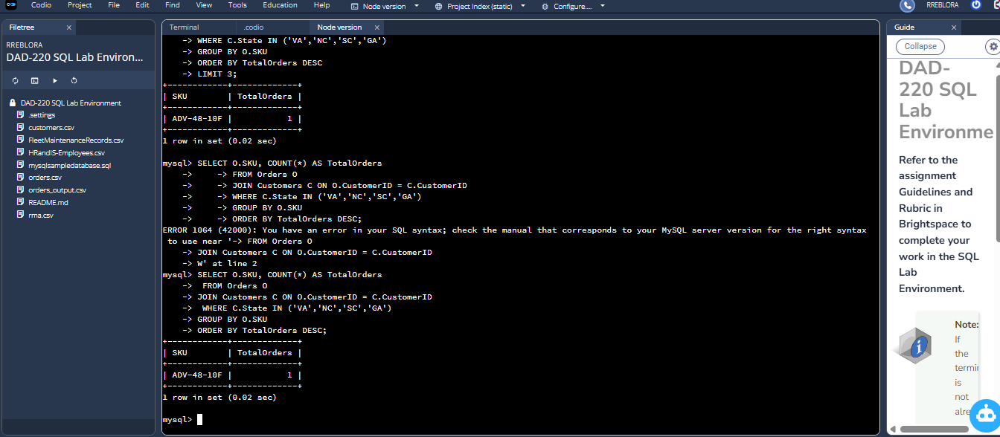 Codio Project File Edit Find View Tools Education Help Node version Project Index (static) Configure.... RREBLORA
Filetree
RREBLORA
DAD-220 SQL Lab Environ...
DAD-220 SQL Lab Environment
.settings
customers.csv
FleetMaintenanceRecords.csv
HRandIS-Employees.csv
mysqlsampledatabase.sql
orders.csv
orders_output.csv
README.md
rma.csv
Terminal .codio Node version
-> WHERE C.State IN ('VA','NC','SC','GA')
-> GROUP BY O.SKU
-> ORDER BY TotalOrders DESC
-> LIMIT 3;
+------------+-------------+
| SKU | TotalOrders |
+------------+-------------+
| ADV-48-10F | 1 |
+------------+-------------+
1 row in set (0.02 sec)
mysql> SELECT O.SKU, COUNT(*) AS TotalOrders
-> -> FROM Orders O
-> -> JOIN Customers C ON O.CustomerID = C.CustomerID
-> -> WHERE C.State IN ('VA','NC','SC','GA')
-> -> GROUP BY O.SKU
-> -> ORDER BY TotalOrders DESC;
ERROR 1064 (42000): You have an error in your SQL syntax; check the manual that corresponds to your MySQL server version for the right syntax
to use near '-> FROM Orders O
-> JOIN Customers C ON O.CustomerID = C.CustomerID
-> W' at line 2
mysql> SELECT O.SKU, COUNT(*) AS TotalOrders
-> FROM Orders O
-> JOIN Customers C ON O.CustomerID = C.CustomerID
-> WHERE C.State IN ('VA','NC','SC','GA')
-> GROUP BY O.SKU
-> ORDER BY TotalOrders DESC;
+------------+-------------+
| SKU | TotalOrders |
+------------+-------------+
| ADV-48-10F | 1 |
+------------+-------------+
1 row in set (0.02 sec)
mysql>
Guide
Collapse
DAD-
220 SQL
Lab
Environme
Refer to the
assignment
Guidelines and
Rubric in
Brightspace to
complete your
work in the SQL
Lab
Environment.
Note:
If
the
termin
is
not
alre